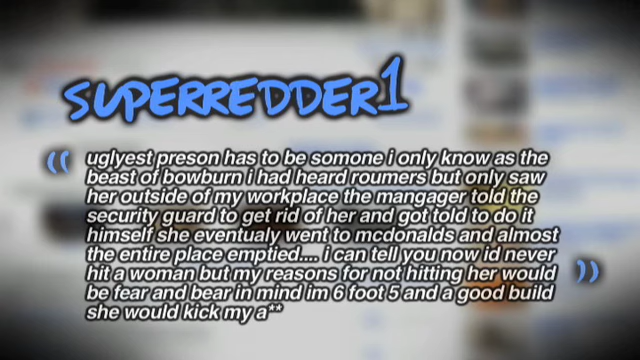 SUPERREDDER1
“ uglyest preson has to be somone i only know as the
beast of bowburn i had heard roumers but only saw
her outside of my workplace the mangager told the
security guard to get rid of her and got told to do it
himself she eventualy went to mcdonalds and almost
the entire place emptied.... i can tell you now id never
hit a woman but my reasons for not hitting her would ”
be fear and bear in mind im 6 foot 5 and a good build
she would kick my a**